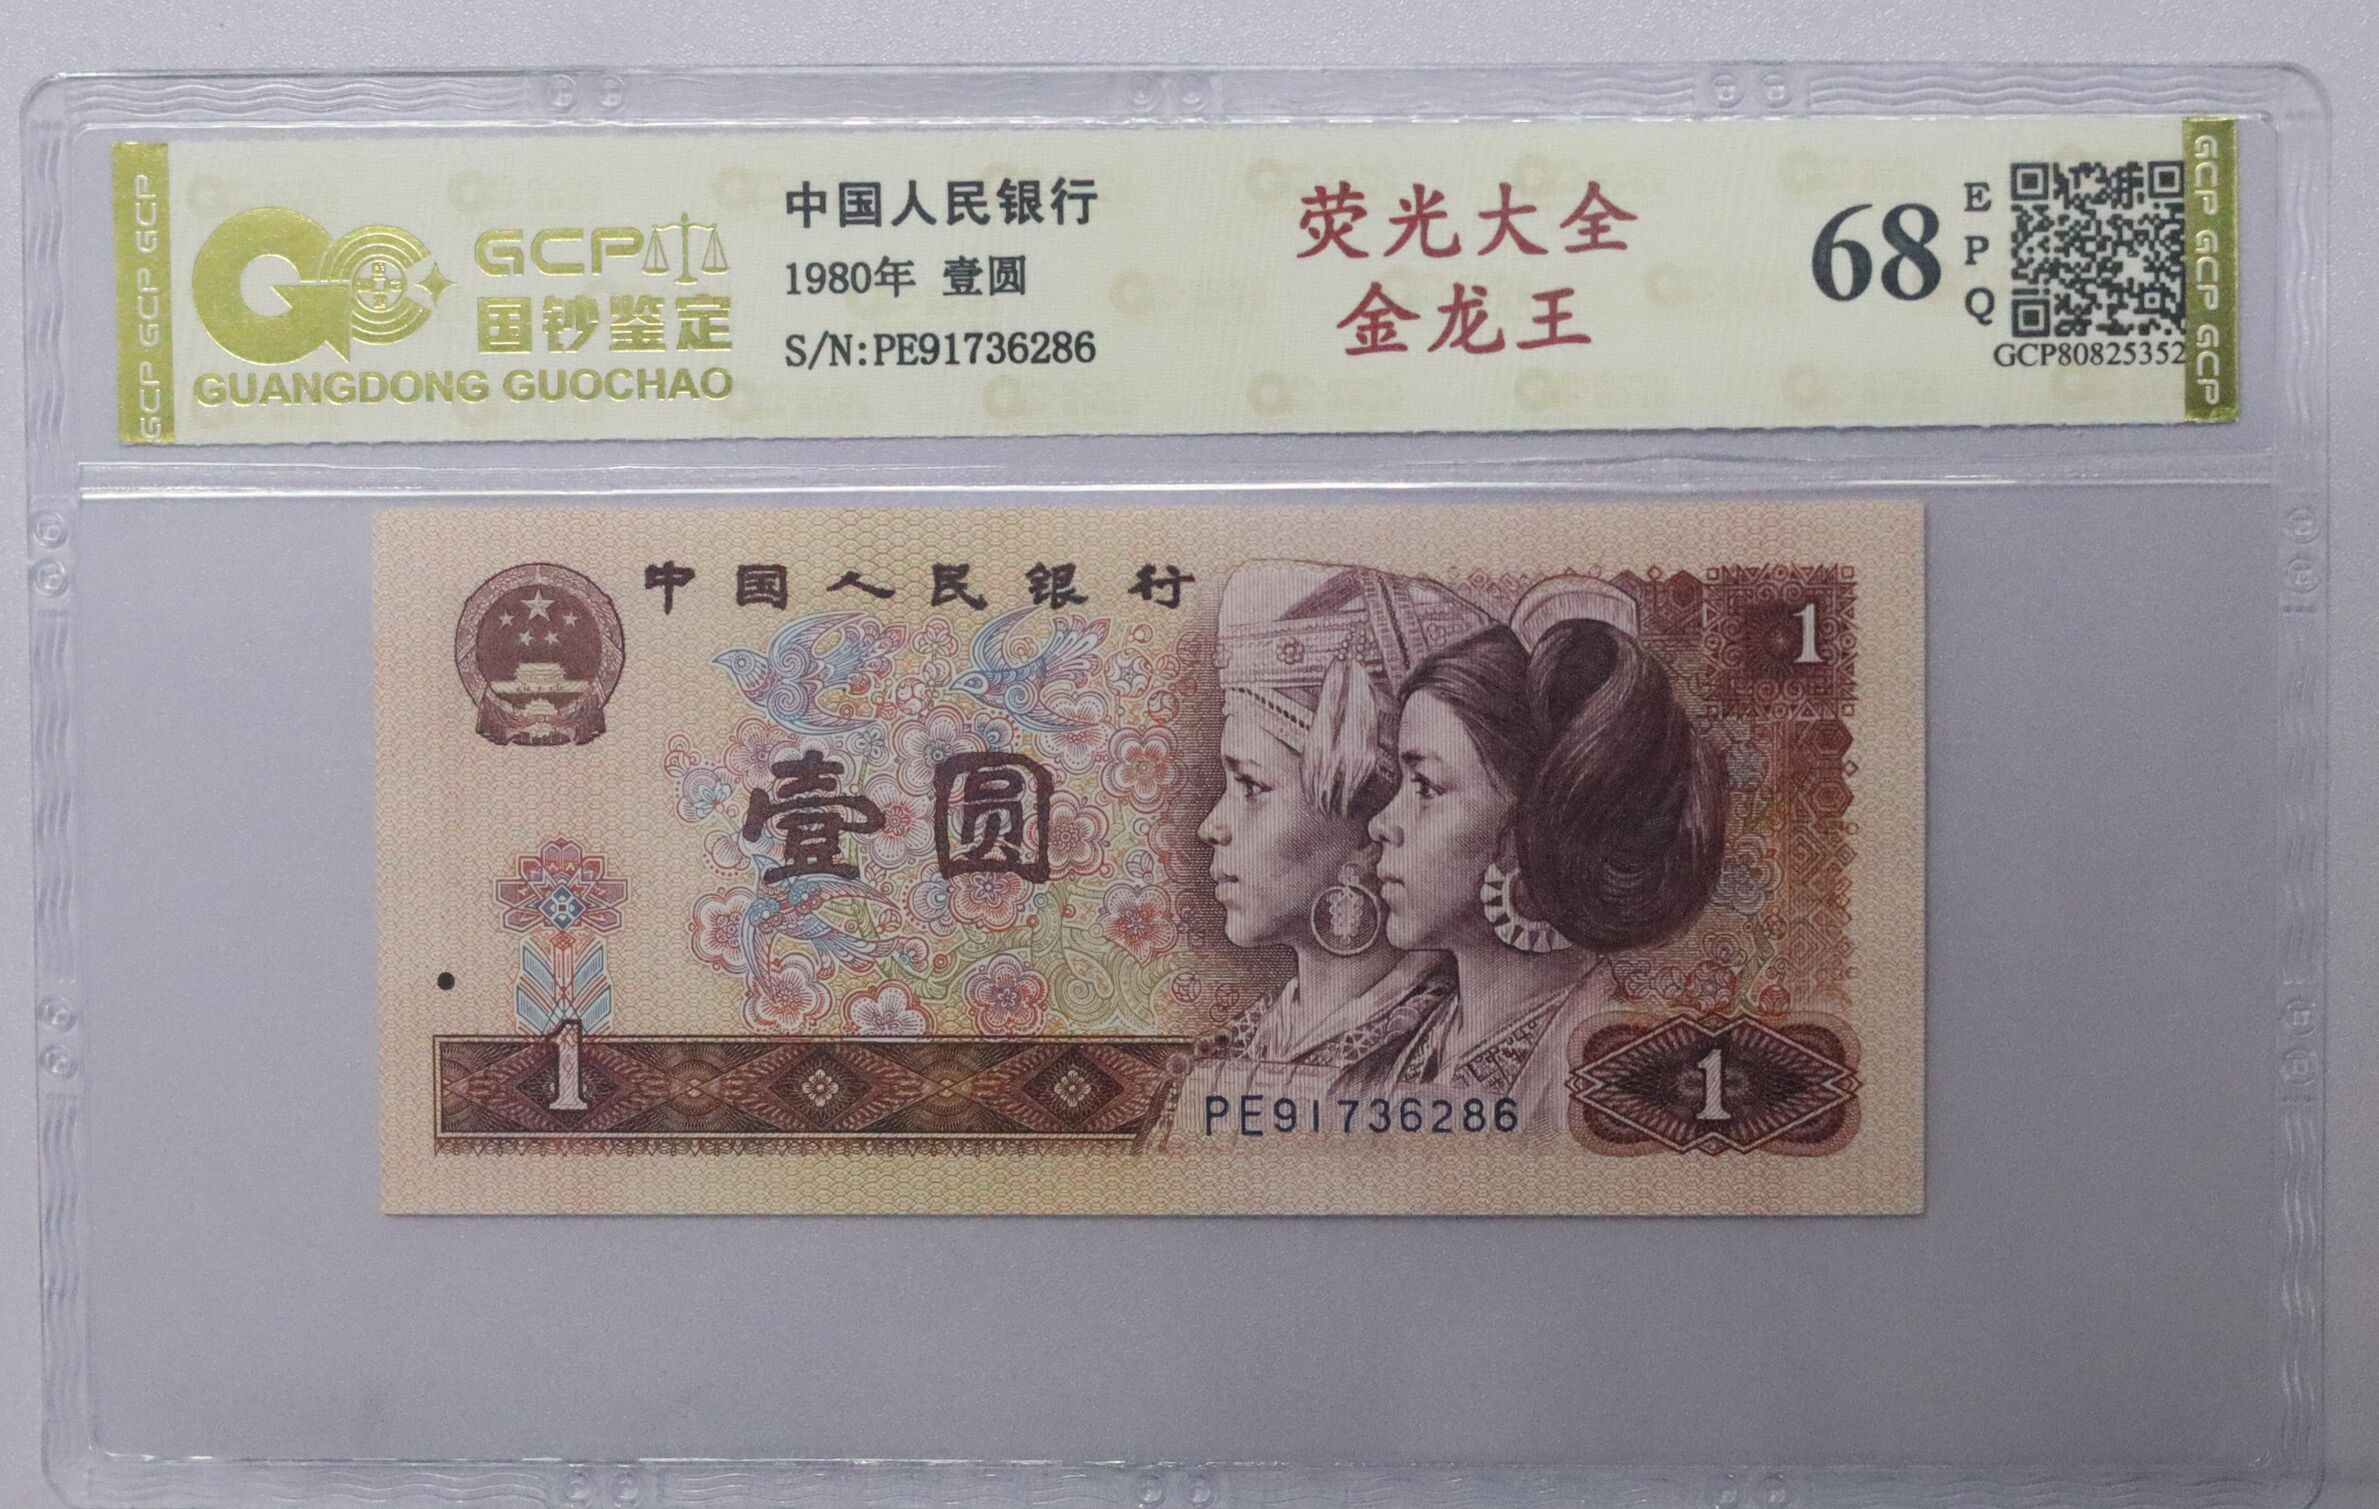 GCP GCP GCP
GCP
国钞鉴定
GUANGDONG GUOCHAO
中国人民银行
1980年 壹圆
S/N:PE91736286
荧光大全
金龙王
68
EPQ
GCP80825352
GCP GCP GCP
中国人民银行
1
壹圆
1
PE91736286
1